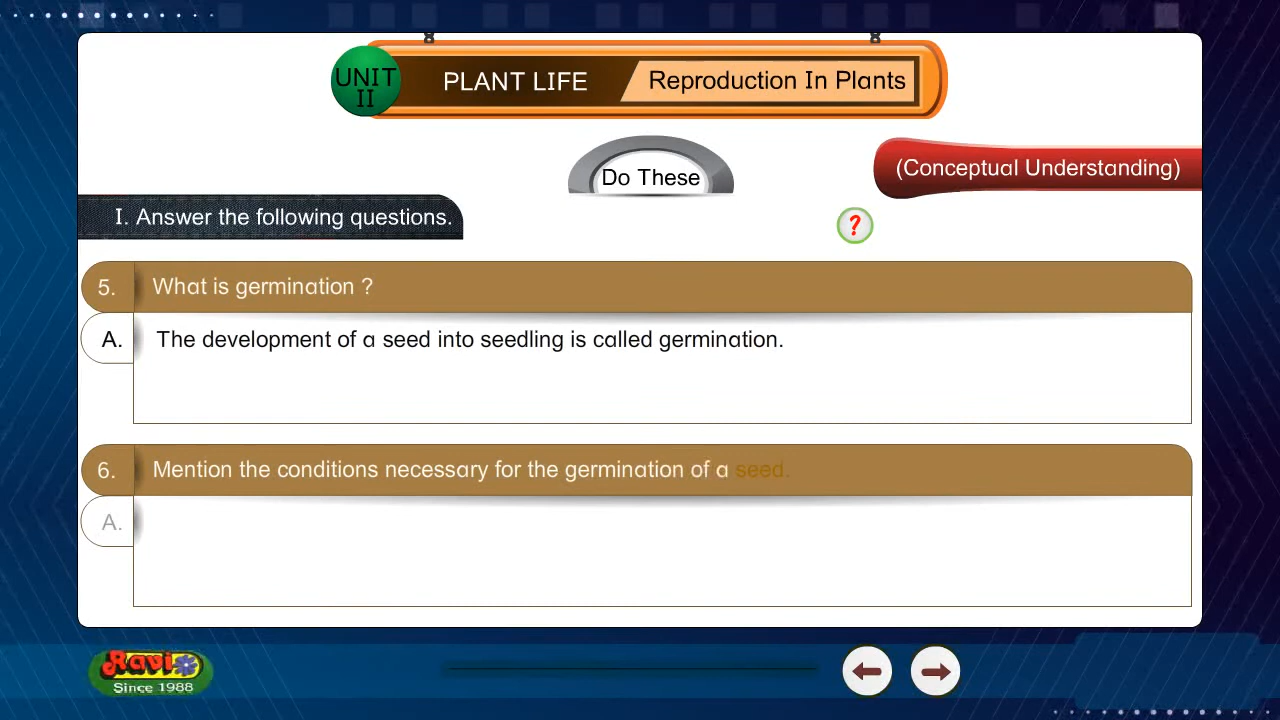 UNIT
II
PLANT LIFE
Reproduction In Plants
Do These
(Conceptual Understanding)
I. Answer the following questions.
?
5. What is germination ?
A. The development of a seed into seedling is called germination.
6. Mention the conditions necessary for the germination of a seed.
A.
Ravi
Since 1988